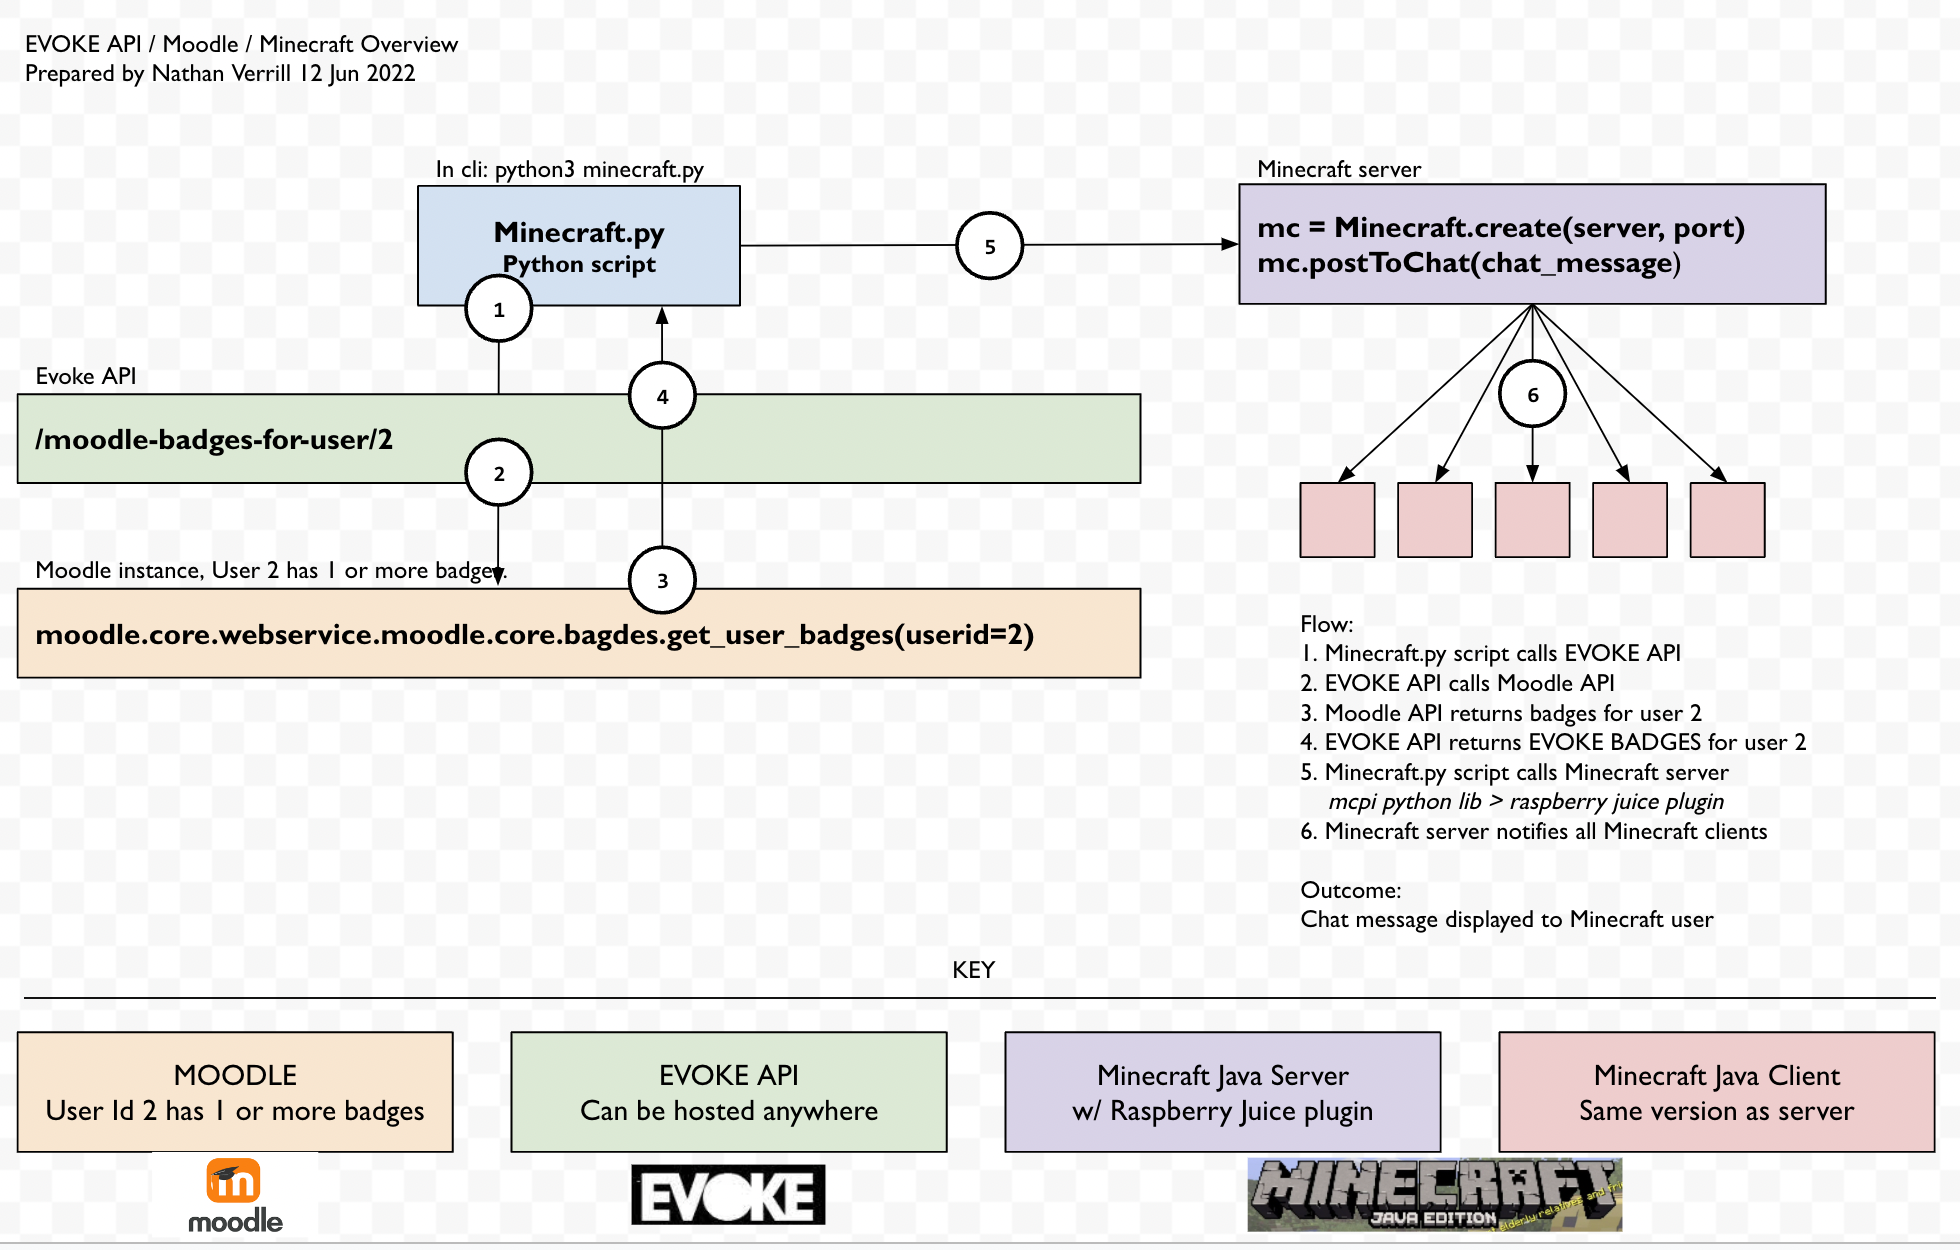 EVOKE API / Moodle / Minecraft Overview
Prepared by Nathan Verrill 12 Jun 2022
In cli: python3 minecraft.py
Minecraft.py
Python script
Minecraft server
mc = Minecraft.create(server, port)
mc.postToChat(chat_message)
5
1
4
6
Evoke API
/moodle-badges-for-user/2
2
Moodle instance, User 2 has 1 or more badges.
3
moodle.core.webservice.moodle.core.bagdes.get_user_badges(userid=2)
Flow:
1. Minecraft.py script calls EVOKE API
2. EVOKE API calls Moodle API
3. Moodle API returns badges for user 2
4. EVOKE API returns EVOKE BADGES for user 2
5. Minecraft.py script calls Minecraft server
mcpi python lib > raspberry juice plugin
6. Minecraft server notifies all Minecraft clients
Outcome:
Chat message displayed to Minecraft user
KEY
MOODLE
User Id 2 has 1 or more badges
EVOKE API
Can be hosted anywhere
Minecraft Java Server
w/ Raspberry Juice plugin
Minecraft Java Client
Same version as server
m
moodle
EVOKE
MINECRAFT
JAVA EDITION
elderly relatives and